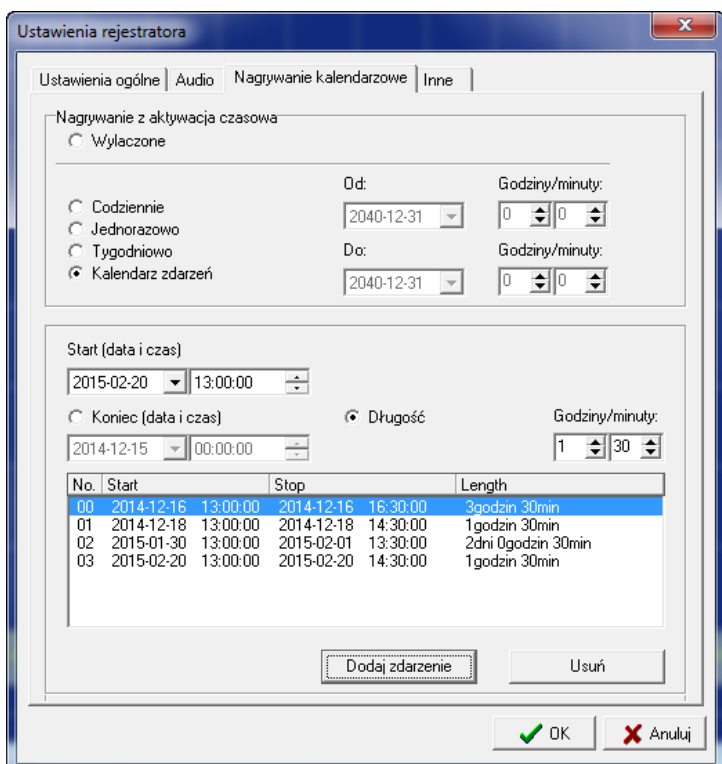 Ustawienia rejestratora
Ustawienia ogólne Audio Nagrywanie kalendarzowe Inne
Nagrywanie z aktywacja czasowa
Wylaczone
Od: Godziny/minuty:
Codziennie 2040-12-31 0 0
Jednorazowo
Tygodniowo Do: Godziny/minuty:
Kalendarz zdarzeń 2040-12-31 0 0
Start (data i czas)
2015-02-20 13:00:00
Koniec (data i czas) Długość Godziny/minuty:
2014-12-15 00:00:00 1 30
No. Start Stop Length
00 2014-12-16 13:00:00 2014-12-16 16:30:00 3godzin 30min
01 2014-12-18 13:00:00 2014-12-18 14:30:00 1godzin 30min
02 2015-01-30 13:00:00 2015-02-01 13:30:00 2dni 0godzin 30min
03 2015-02-20 13:00:00 2015-02-20 14:30:00 1godzin 30min
Dodaj zdarzenie Usuń
OK Anuluj